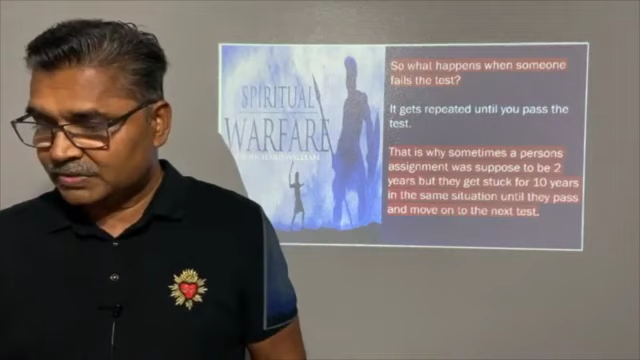 SPIRITUAL
WARFARE
So what happens when someone
fails the test?
It gets repeated until you pass the
test.
That is why sometimes a persons
assignment was suppose to be 2
years but they get stuck for 10 years
in the same situation until they pass
and move on to the next test.